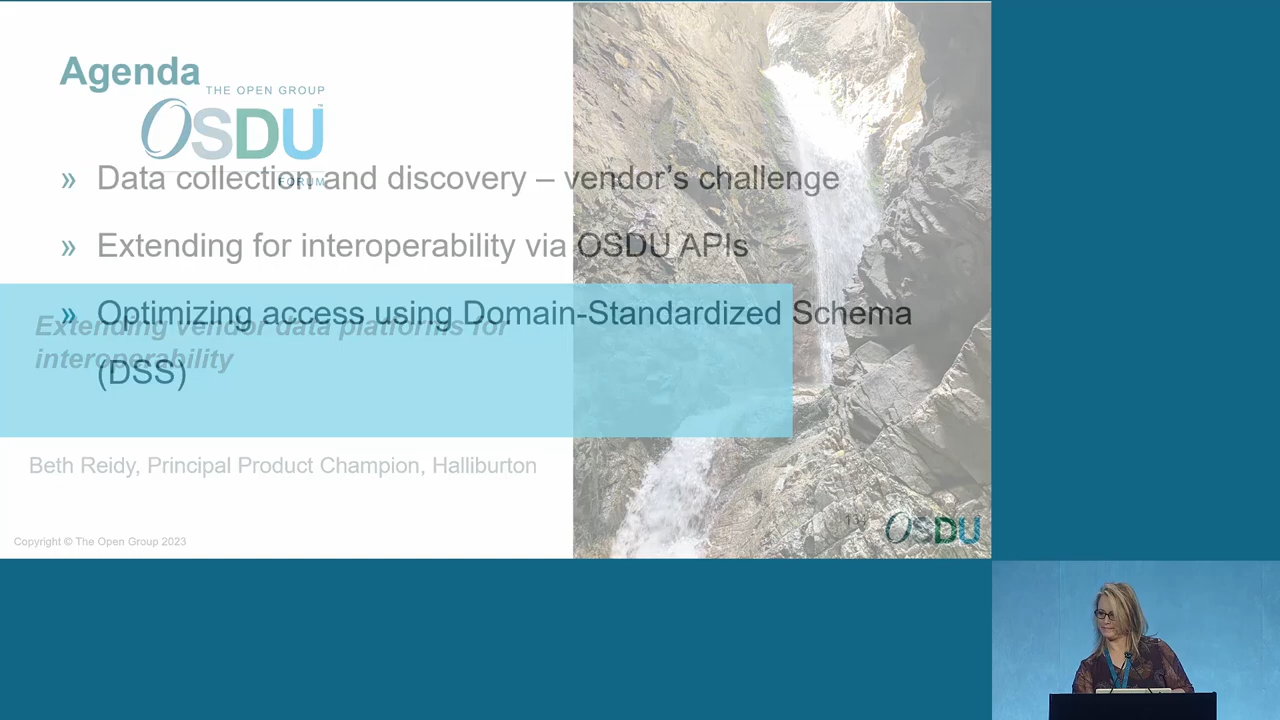 Agenda
THE OPEN GROUP
OSDU™
FORUM
» Data collection and discovery – vendor's challenge
» Extending for interoperability via OSDU APIs
» Optimizing access using Domain-Standardized Schema
(DSS)
Extending vendor data platforms for
interoperability
Beth Reidy, Principal Product Champion, Halliburton
Copyright © The Open Group 2023
OSDU